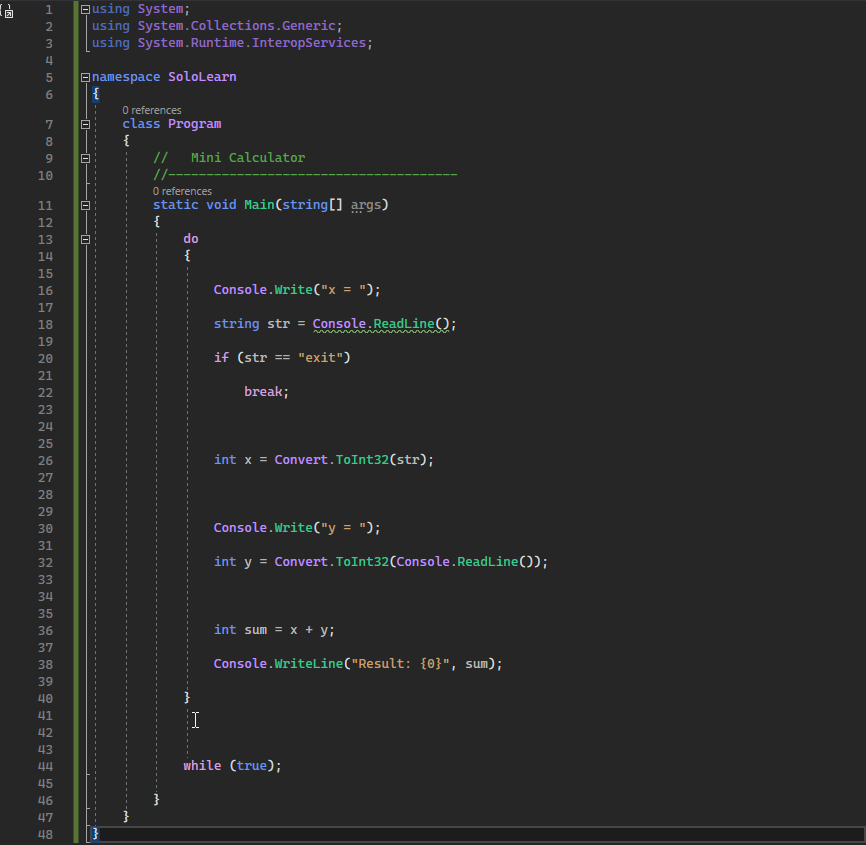 1 using System;
2 using System.Collections.Generic;
3 using System.Runtime.InteropServices;
4
5 namespace SoloLearn
6 {
0 references
7 class Program
8 {
9 //   Mini Calculator
10 //--------------------------------------
0 references
11 static void Main(string[] args)
12 {
13 do
14 {
15
16 Console.Write("x = ");
17
18 string str = Console.ReadLine();
19
20 if (str == "exit")
21
22 break;
23
24
25
26 int x = Convert.ToInt32(str);
27
28
29
30 Console.Write("y = ");
31
32 int y = Convert.ToInt32(Console.ReadLine());
33
34
35
36 int sum = x + y;
37
38 Console.WriteLine("Result: {0}", sum);
39
40 }
41
42
43
44 while (true);
45
46 }
47 }
48 }